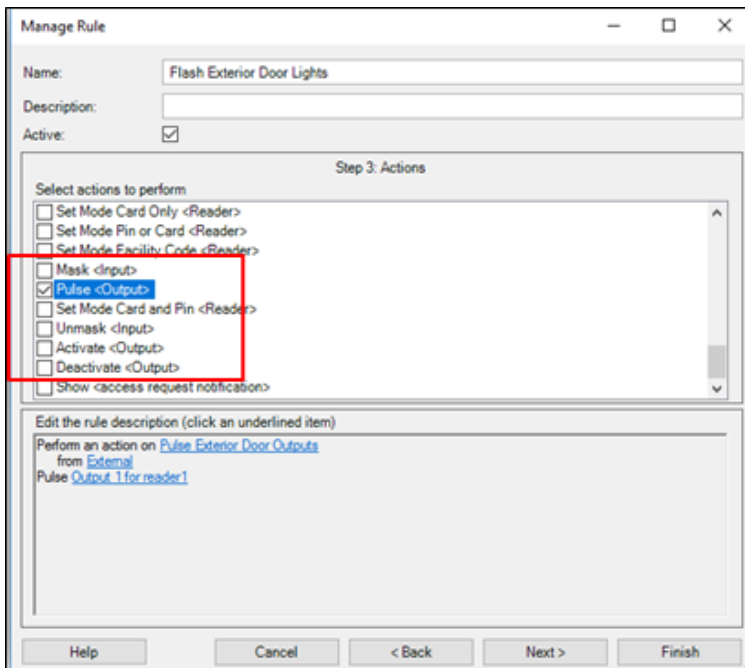 Manage Rule
Name: Flash Exterior Door Lights
Description:
Active:
Step 3: Actions
Select actions to perform
Set Mode Card Only <Reader>
Set Mode Pin or Card <Reader>
Set Mode Facility Code <Reader>
Mask <Input>
Pulse <Output>
Set Mode Card and Pin <Reader>
Unmask <Input>
Activate <Output>
Deactivate <Output>
Show <access request notification>
Edit the rule description (click an underlined item)
Perform an action on Pulse Exterior Door Outputs
from External
Pulse Output 1 for reader1
Help Cancel < Back Next > Finish